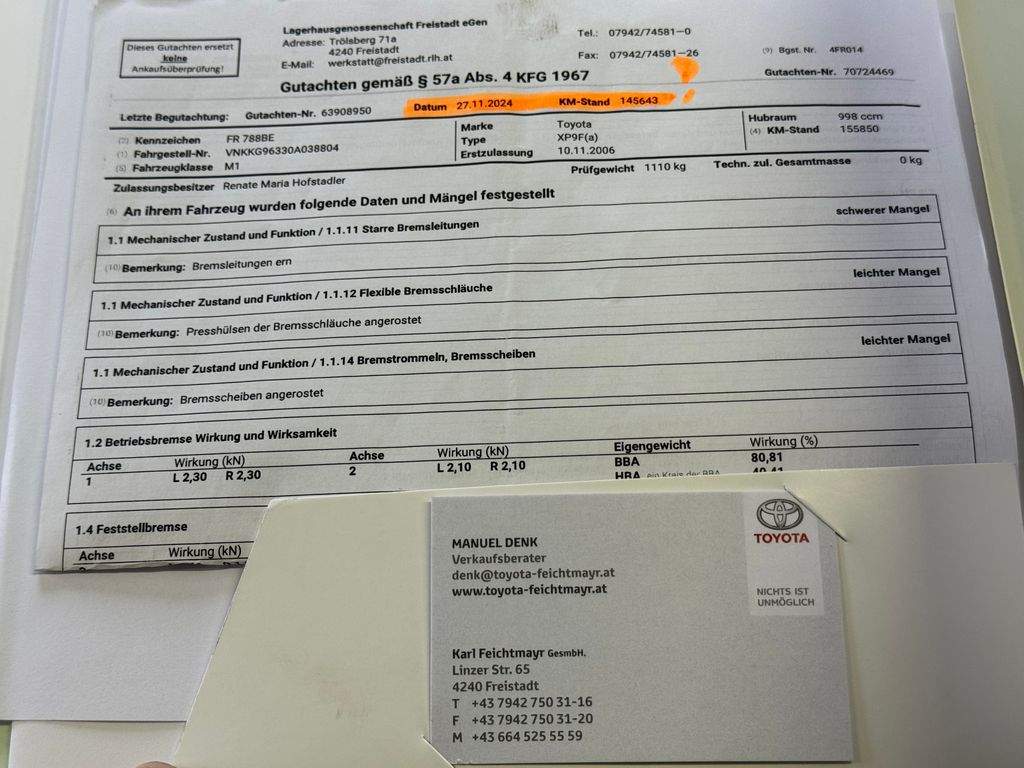 Dieses Gutachten ersetzt
keine
Ankaufsüberprüfung!
Lagerhausgenossenschaft Freistadt eGen
Adresse: Trölsberg 71a
4240 Freistadt
E-Mail: werkstatt@freistadt.rlh.at
Tel.: 07942/74581-0
Fax: 07942/74581-26
(9) Bgst. Nr. 4FR014
Gutachten gemäß § 57a Abs. 4 KFG 1967
Gutachten-Nr. 70724469
Letzte Begutachtung: Gutachten-Nr. 63908950 Datum 27.11.2024 KM-Stand 145643
(2) Kennzeichen FR 788BE
(1) Fahrgestell-Nr. VNKKG96330A038804
(5) Fahrzeugklasse M1
Marke Toyota
Type XP9F(a)
Erstzulassung 10.11.2006
Hubraum 998 ccm
(4) KM-Stand 155850
Zulassungsbesitzer Renate Maria Hofstadler
Prüfgewicht 1110 kg Techn. zul. Gesamtmasse 0 kg
(6) An ihrem Fahrzeug wurden folgende Daten und Mängel festgestellt
1.1 Mechanischer Zustand und Funktion / 1.1.11 Starre Bremsleitungen schwerer Mangel
(10) Bemerkung: Bremsleitungen ern
1.1 Mechanischer Zustand und Funktion / 1.1.12 Flexible Bremsschläuche leichter Mangel
(10) Bemerkung: Presshülsen der Bremsschläuche angerostet
1.1 Mechanischer Zustand und Funktion / 1.1.14 Bremstrommeln, Bremsscheiben leichter Mangel
(10) Bemerkung: Bremsscheiben angerostet
1.2 Betriebsbremse Wirkung und Wirksamkeit
Achse Wirkung (kN) Achse Wirkung (kN) Eigengewicht Wirkung (%)
1 L 2,30 R 2,30 2 L 2,10 R 2,10 BBA 80,81
HBA ein Kreis der BBA 40,41
1.4 Feststellbremse
Achse Wirkung (kN)
MANUEL DENK
Verkaufsberater
denk@toyota-feichtmayr.at
www.toyota-feichtmayr.at
TOYOTA
NICHTS IST
UNMÖGLICH
Karl Feichtmayr GesmbH.
Linzer Str. 65
4240 Freistadt
T +43 7942 750 31-16
F +43 7942 750 31-20
M +43 664 525 55 59